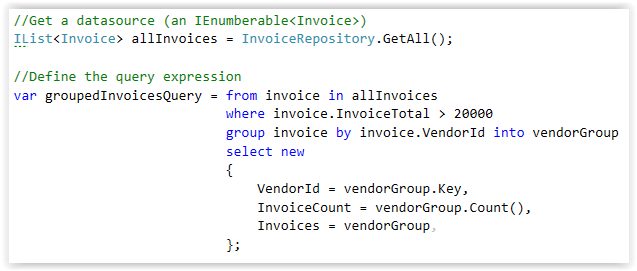 //Get a datasource (an IEnumberable<Invoice>)
IList<Invoice> allInvoices = InvoiceRepository.GetAll();
//Define the query expression
var groupedInvoicesQuery = from invoice in allInvoices
where invoice.InvoiceTotal > 20000
group invoice by invoice.VendorId into vendorGroup
select new
{
VendorId = vendorGroup.Key,
InvoiceCount = vendorGroup.Count(),
Invoices = vendorGroup,
};